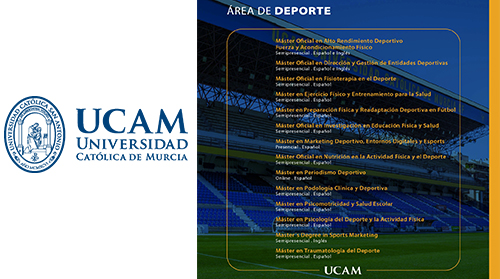 UNIVERSIDAD CATÓLICA SAN ANTONIO
UCAM
UNIVERSIDAD
CATÓLICA DE MURCIA
ÁREA DE DEPORTE
Máster Oficial en Alto Rendimiento Deportivo
Fuerza y Acondicionamiento Físico
Semipresencial . Español e Inglés
Máster Oficial en Dirección y Gestión de Entidades Deportivas
Semipresencial . Español e Inglés
Máster Oficial en Fisioterapia en el Deporte
Semipresencial . Español
Máster en Ejercicio Físico y Entrenamiento para la Salud
Semipresencial . Español
Máster en Preparación Física y Readaptación Deportiva en Fútbol
Semipresencial . Español
Máster Oficial en Investigación en Educación Física y Salud
Semipresencial . Español
Máster en Marketing Deportivo, Entornos Digitales y Esports
Presencial . Español
Máster Oficial en Nutrición en la Actividad Física y el Deporte
Semipresencial . Español
Máster en Periodismo Deportivo
Online . Español
Máster en Podología Clínica y Deportiva
Semipresencial . Español
Máster en Psicomotricidad y Salud Escolar
Semipresencial . Español
Máster en Psicología del Deporte y la Actividad Física
Semipresencial . Español
Master's Degree in Sports Marketing
Semipresencial . Inglés
Máster en Traumatología del Deporte
Semipresencial . Español
UCAM